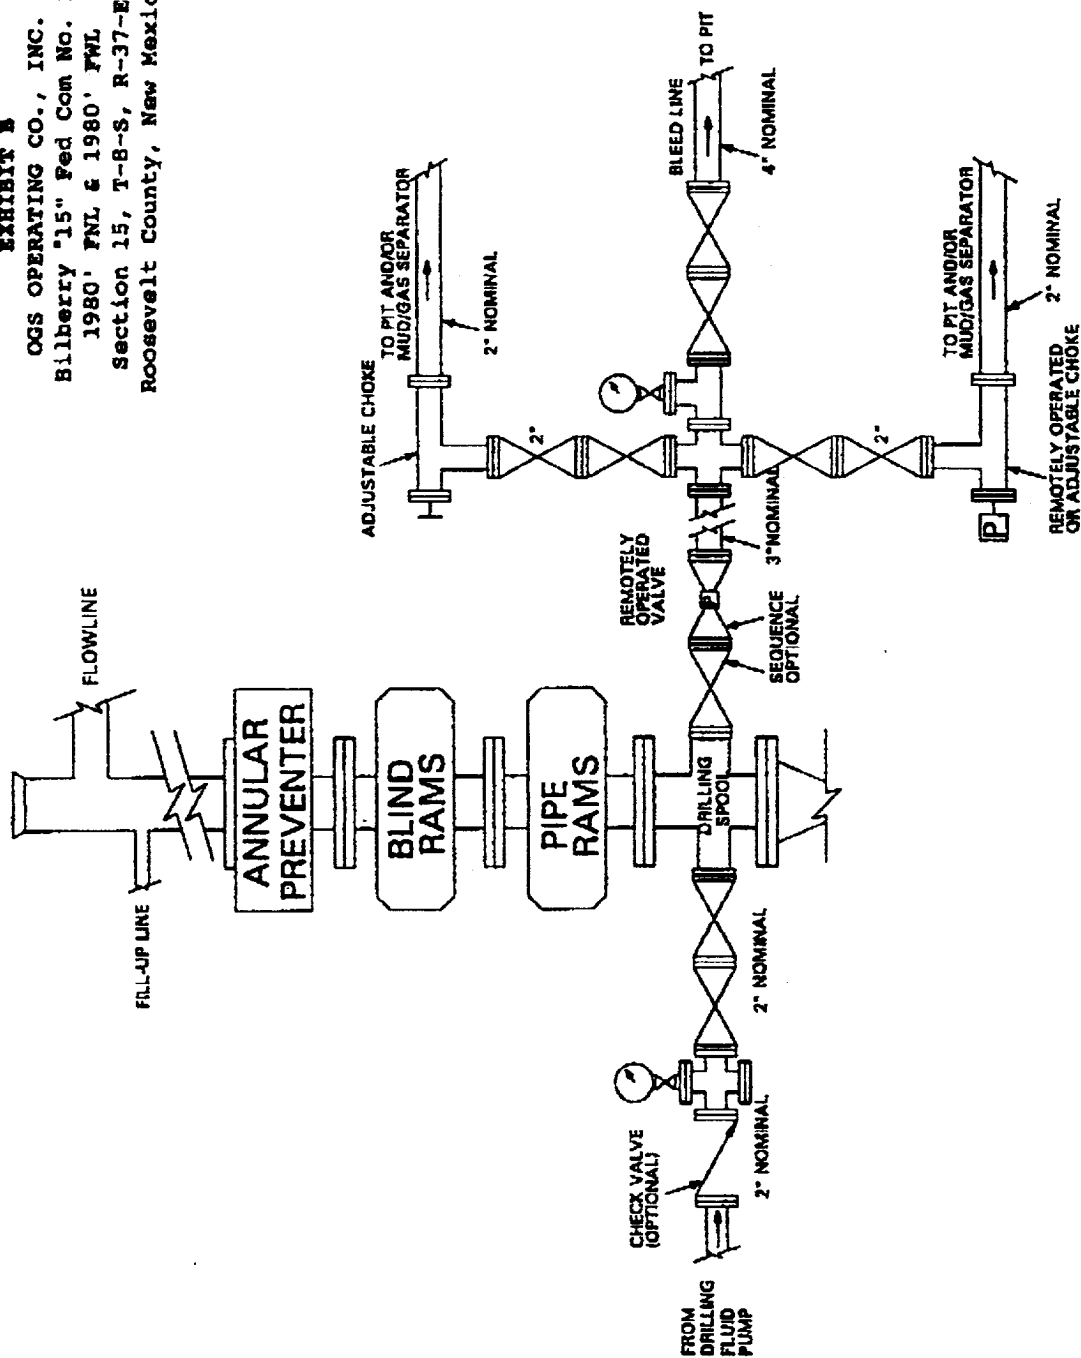 EXHIBIT B
OGS OPERATING CO., INC.
Bilberry "15" Fed Com No.
1980' FNL & 1980' FWL
Section 15, T-8-S, R-37-E
Roosevelt County, New Mexic
FILL-UP LINE
FLOWLINE
ANNULAR
PREVENTER
BLIND
RAMS
PIPE
RAMS
DRILLING
SPOOL
FROM
DRILLING
FLUID
PUMP
CHECK VALVE
(OPTIONAL)
2" NOMINAL
2" NOMINAL
SEQUENCE
OPTIONAL
REMOTELY
OPERATED
VALVE
P
3" NOMINAL
ADJUSTABLE CHOKE
TO PIT AND/OR
MUD/GAS SEPARATOR
2" NOMINAL
2"
BLEED LINE
TO PIT
4" NOMINAL
2"
TO PIT AND/OR
MUD/GAS SEPARATOR
2" NOMINAL
P
REMOTELY OPERATED
OR ADJUSTABLE CHOKE